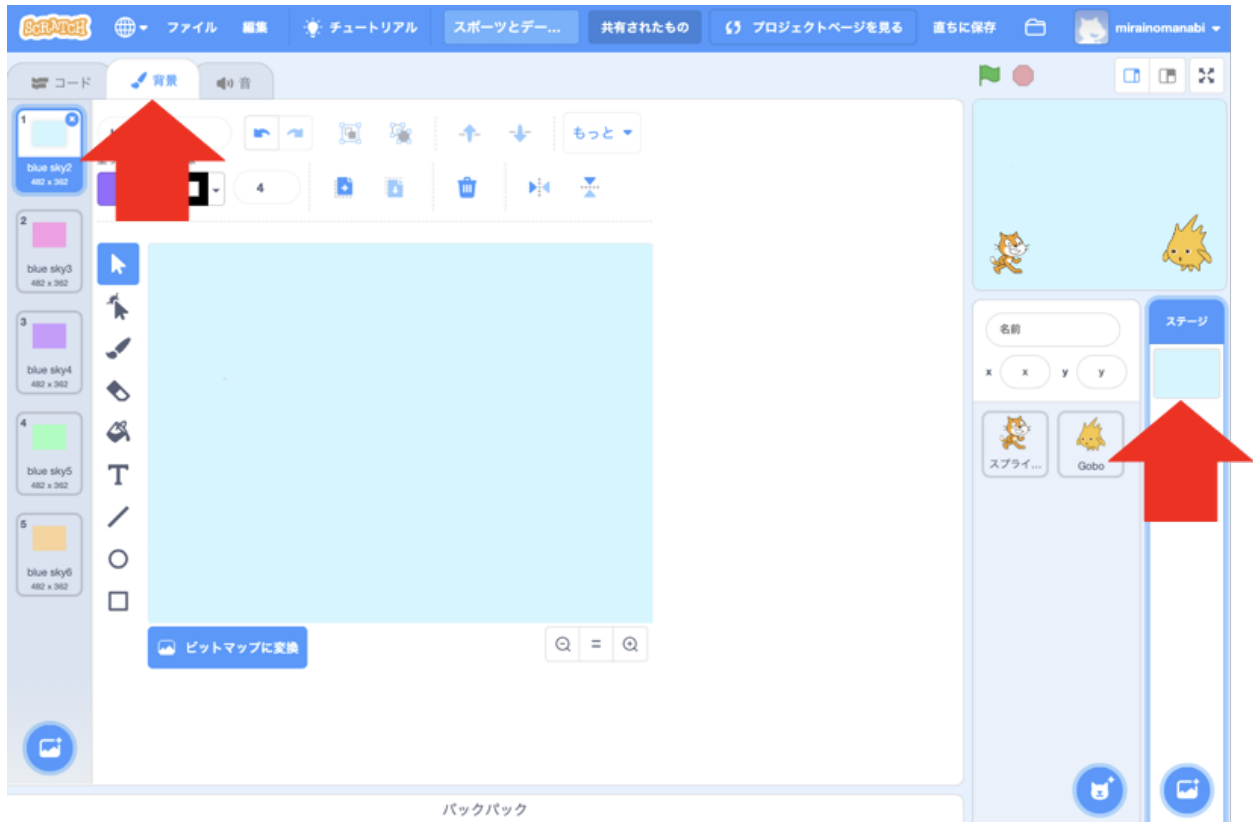 SCRATCH ファイル 編集 チュートリアル スポーツとデー... 共有されたもの プロジェクトページを見る 直ちに保存 mirainomanabi
コード 背景 音
もっと
4
1
blue sky2
482 x 362
2
blue sky3
482 x 362
3
blue sky4
482 x 362
4
blue sky5
482 x 362
5
blue sky6
482 x 362
T
ビットマップに変換
=
名前
x x y y
スプライ... Gobo
ステージ
バックパック